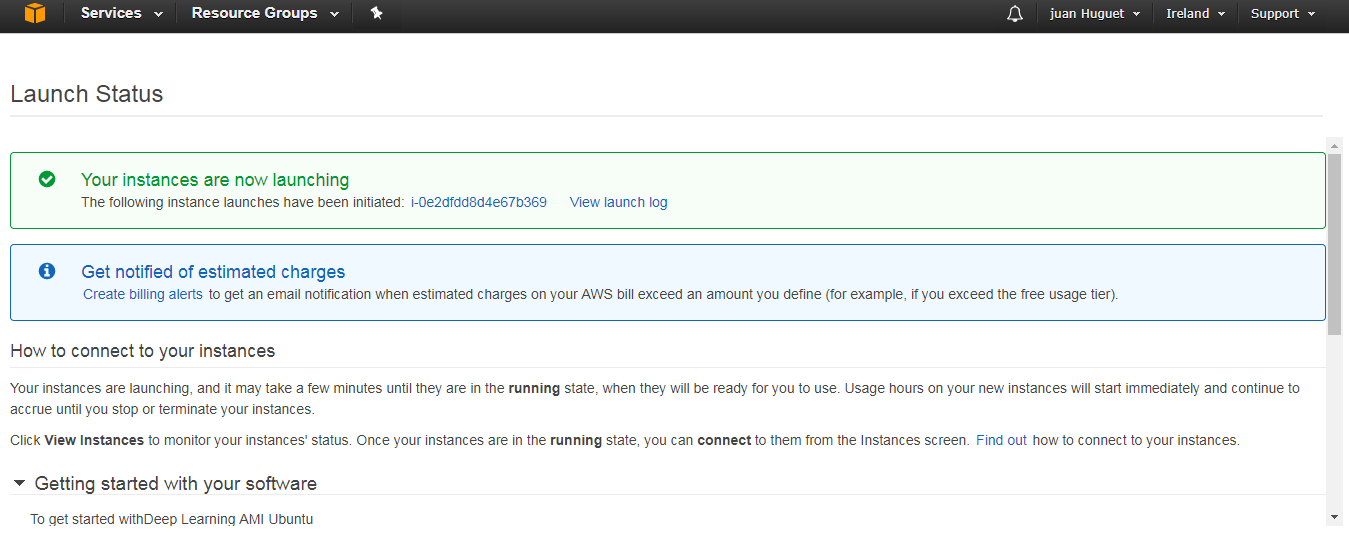 Services Resource Groups juan Huguet Ireland Support
Launch Status
Your instances are now launching
The following instance launches have been initiated: i-0e2dfdd8d4e67b369 View launch log
Get notified of estimated charges
Create billing alerts to get an email notification when estimated charges on your AWS bill exceed an amount you define (for example, if you exceed the free usage tier).
How to connect to your instances
Your instances are launching, and it may take a few minutes until they are in the running state, when they will be ready for you to use. Usage hours on your new instances will start immediately and continue to
accrue until you stop or terminate your instances.
Click View Instances to monitor your instances' status. Once your instances are in the running state, you can connect to them from the Instances screen. Find out how to connect to your instances.
Getting started with your software
To get started withDeep Learning AMI Ubuntu